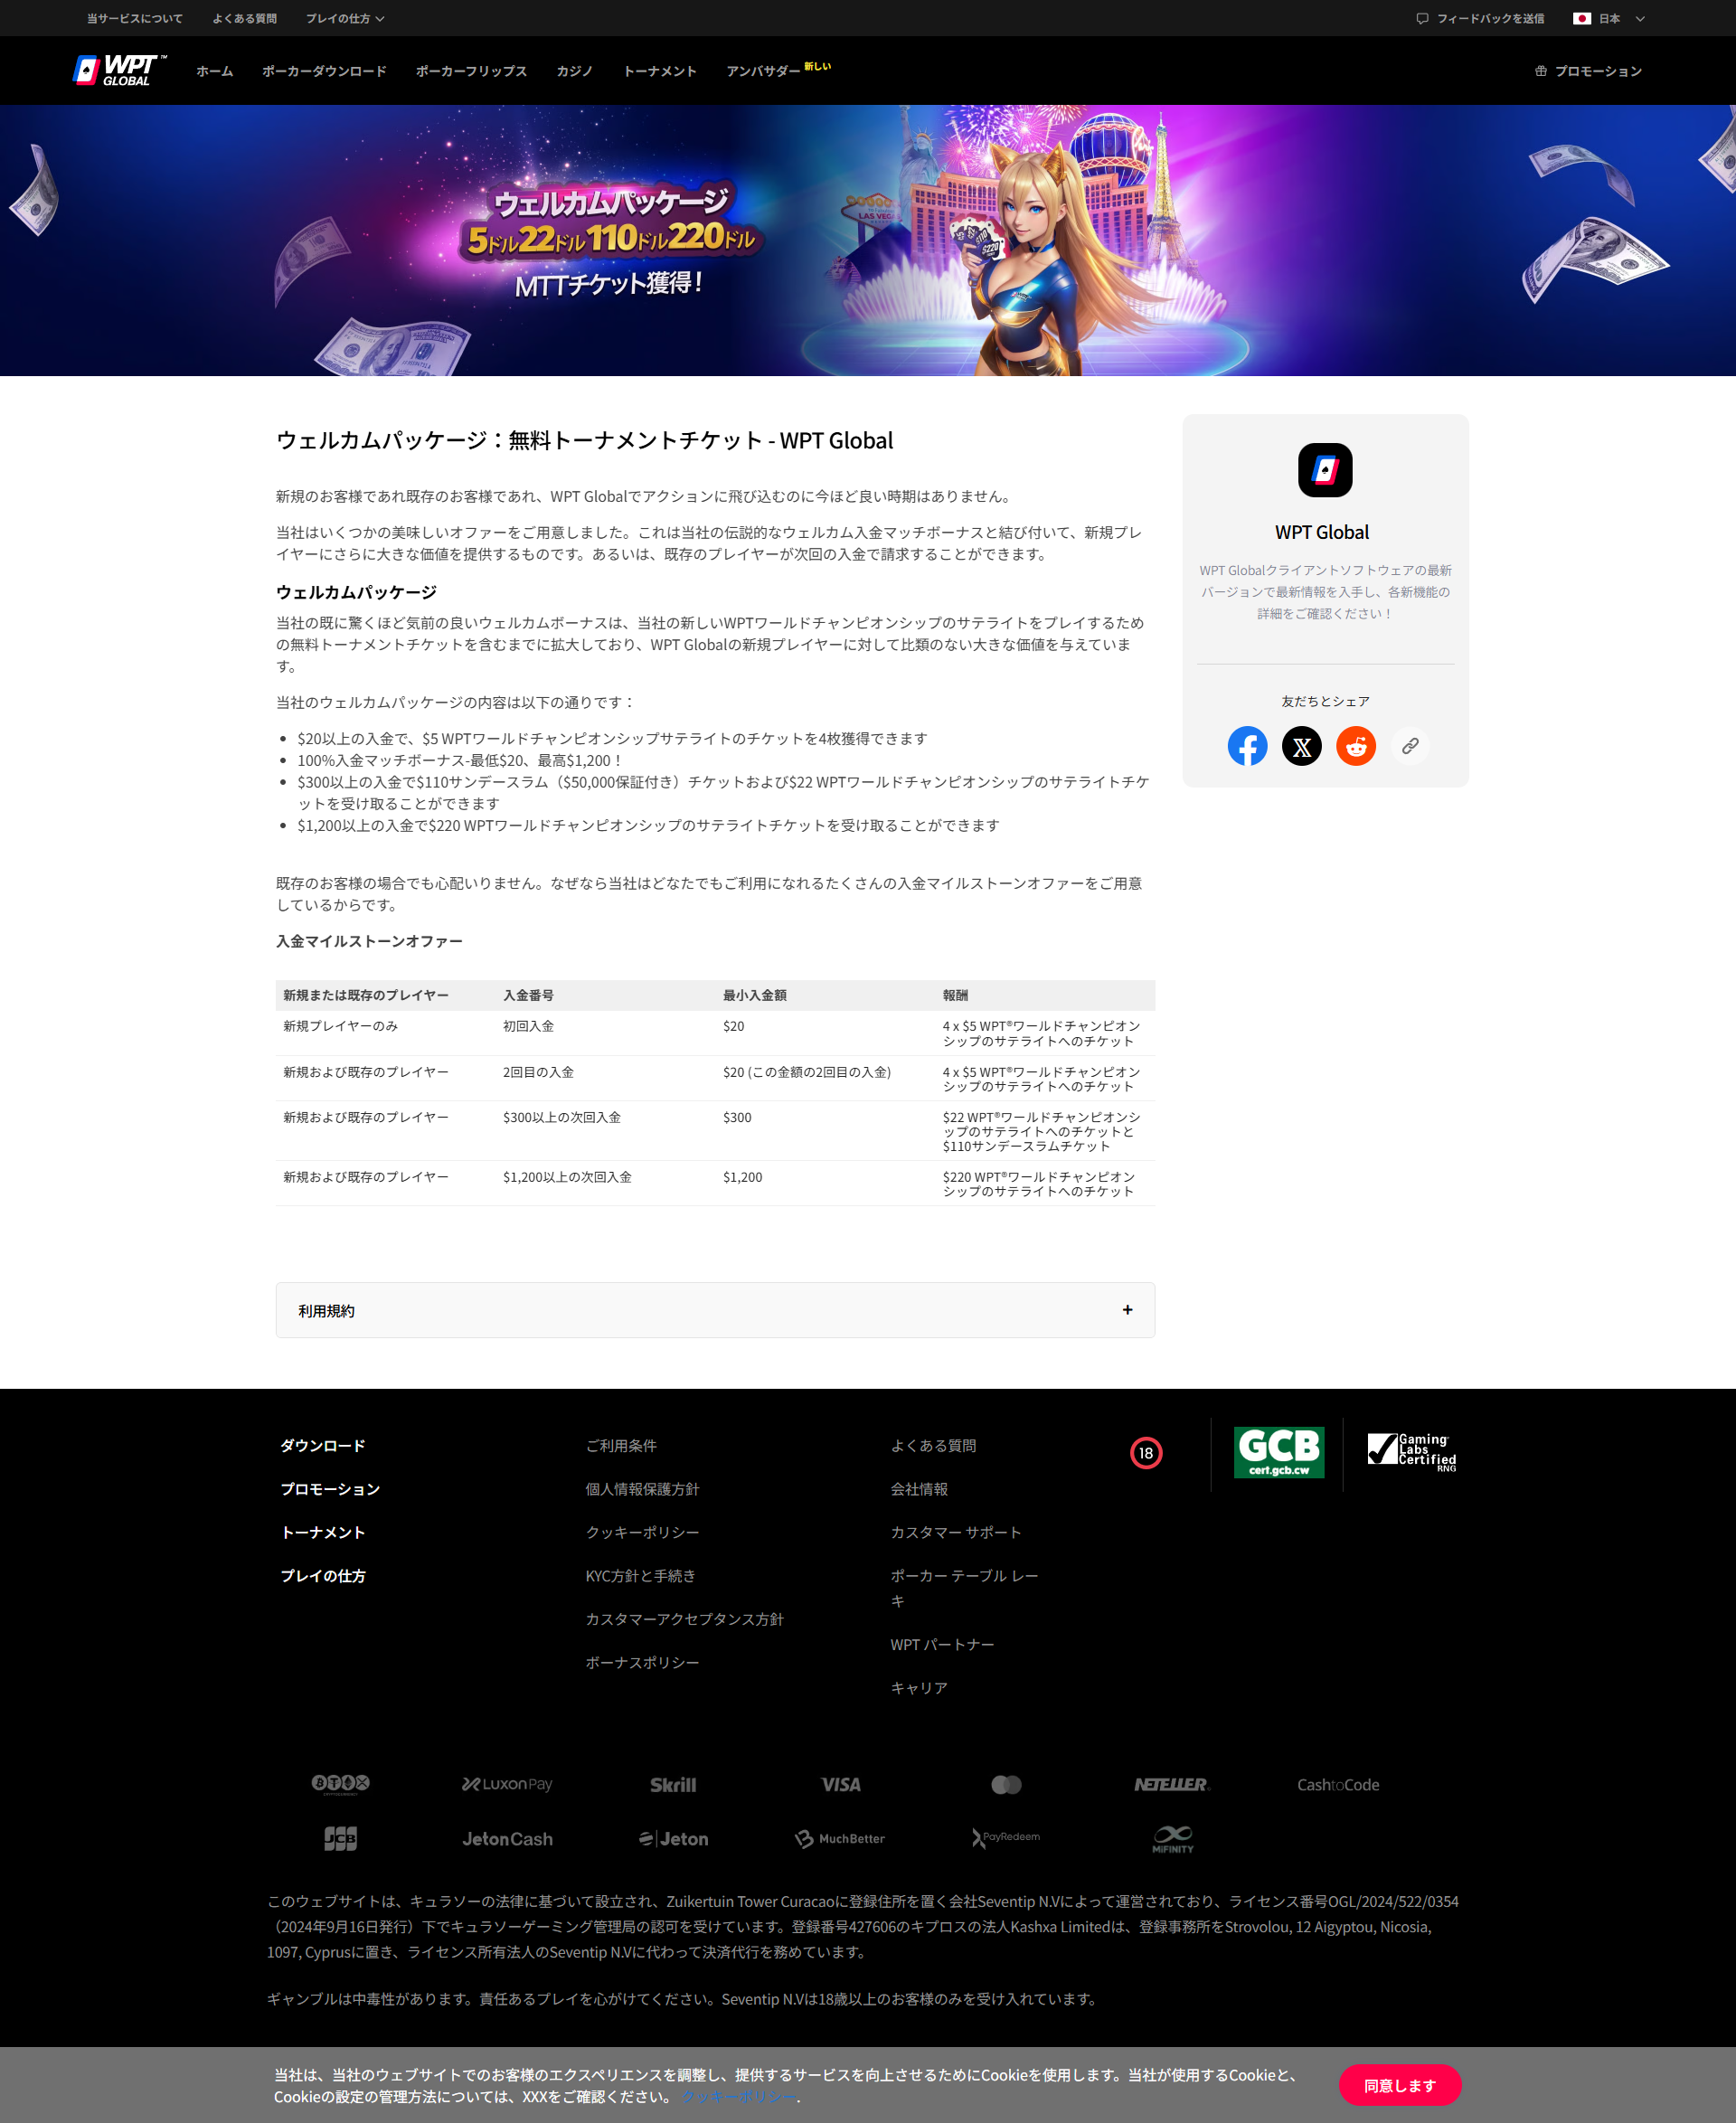 当サービスについて よくある質問 プレイの仕方 フィードバックを送信 日本
WPT GLOBAL ™ ホーム ポーカーダウンロード ポーカーフリップス カジノ トーナメント アンバサダー 新しい プロモーション
ウェルカムパッケージ
5ドル22ドル110ドル220ドル
MTTチケット獲得!
LAS VEGAS
ウェルカムパッケージ：無料トーナメントチケット - WPT Global
新規のお客様であれ既存のお客様であれ、WPT Globalでアクションに飛び込むのに今ほど良い時期はありません。
当社はいくつかの美味しいオファーをご用意しました。これは当社の伝説的なウェルカム入金マッチボーナスと結び付いて、新規プレ
イヤーにさらに大きな価値を提供するものです。あるいは、既存のプレイヤーが次回の入金で請求することができます。
ウェルカムパッケージ
当社の既に驚くほど気前の良いウェルカムボーナスは、当社の新しいWPTワールドチャンピオンシップのサテライトをプレイするため
の無料トーナメントチケットを含むまでに拡大しており、WPT Globalの新規プレイヤーに対して比類のない大きな価値を与えていま
す。
当社のウェルカムパッケージの内容は以下の通りです：
• $20以上の入金で、$5 WPTワールドチャンピオンシップサテライトのチケットを4枚獲得できます
• 100%入金マッチボーナス-最低$20、最高$1,200！
• $300以上の入金で$110サンデースラム（$50,000保証付き）チケットおよび$22 WPTワールドチャンピオンシップのサテライトチケ
ットを受け取ることができます
• $1,200以上の入金で$220 WPTワールドチャンピオンシップのサテライトチケットを受け取ることができます
既存のお客様の場合でも心配いりません。なぜなら当社はどなたでもご利用になれるたくさんの入金マイルストーンオファーをご用意
しているからです。
入金マイルストーンオファー
新規または既存のプレイヤー 入金番号 最小入金額 報酬
新規プレイヤーのみ 初回入金 $20 4 x $5 WPT®ワールドチャンピオン
シップのサテライトへのチケット
新規および既存のプレイヤー 2回目の入金 $20 (この金額の2回目の入金) 4 x $5 WPT®ワールドチャンピオン
シップのサテライトへのチケット
新規および既存のプレイヤー $300以上の次回入金 $300 $22 WPT®ワールドチャンピオンシ
ップのサテライトへのチケットと
$110サンデースラムチケット
新規および既存のプレイヤー $1,200以上の次回入金 $1,200 $220 WPT®ワールドチャンピオン
シップのサテライトへのチケット
利用規約 +
WPT Global
WPT Globalクライアントソフトウェアの最新
バージョンで最新情報を入手し、各新機能の
詳細をご確認ください！
友だちとシェア
ダウンロード
プロモーション
トーナメント
プレイの仕方
ご利用条件
個人情報保護方針
クッキーポリシー
KYC方針と手続き
カスタマーアクセプタンス方針
ボーナスポリシー
よくある質問
会社情報
カスタマー サポート
ポーカー テーブル レー
キ
WPT パートナー
キャリア
18
GCB
cert.gcb.cw
Gaming
Labs
Certified
RNG
LUXON PAY Skrill VISA NETELLER CashtoCode
JCB JetonCash Jeton MuchBetter PayRedeem MiFINITY
このウェブサイトは、キュラソーの法律に基づいて設立され、Zuikertuin Tower Curacaoに登録住所を置く会社Seventip N.Vによって運営されており、ライセンス番号OGL/2024/522/0354
（2024年9月16日発行）下でキュラソーゲーミング管理局の認可を受けています。登録番号427606のキプロスの法人Kashxa Limitedは、登録事務所をStrovolou, 12 Aigyptou, Nicosia,
1097, Cyprusに置き、ライセンス所有法人のSeventip N.Vに代わって決済代行を務めています。
ギャンブルは中毒性があります。責任あるプレイを心がけてください。Seventip N.Vは18歳以上のお客様のみを受け入れています。
当社は、当社のウェブサイトでのお客様のエクスペリエンスを調整し、提供するサービスを向上させるためにCookieを使用します。当社が使用するCookieと、
Cookieの設定の管理方法については、XXXをご確認ください。 クッキーポリシー.
同意します